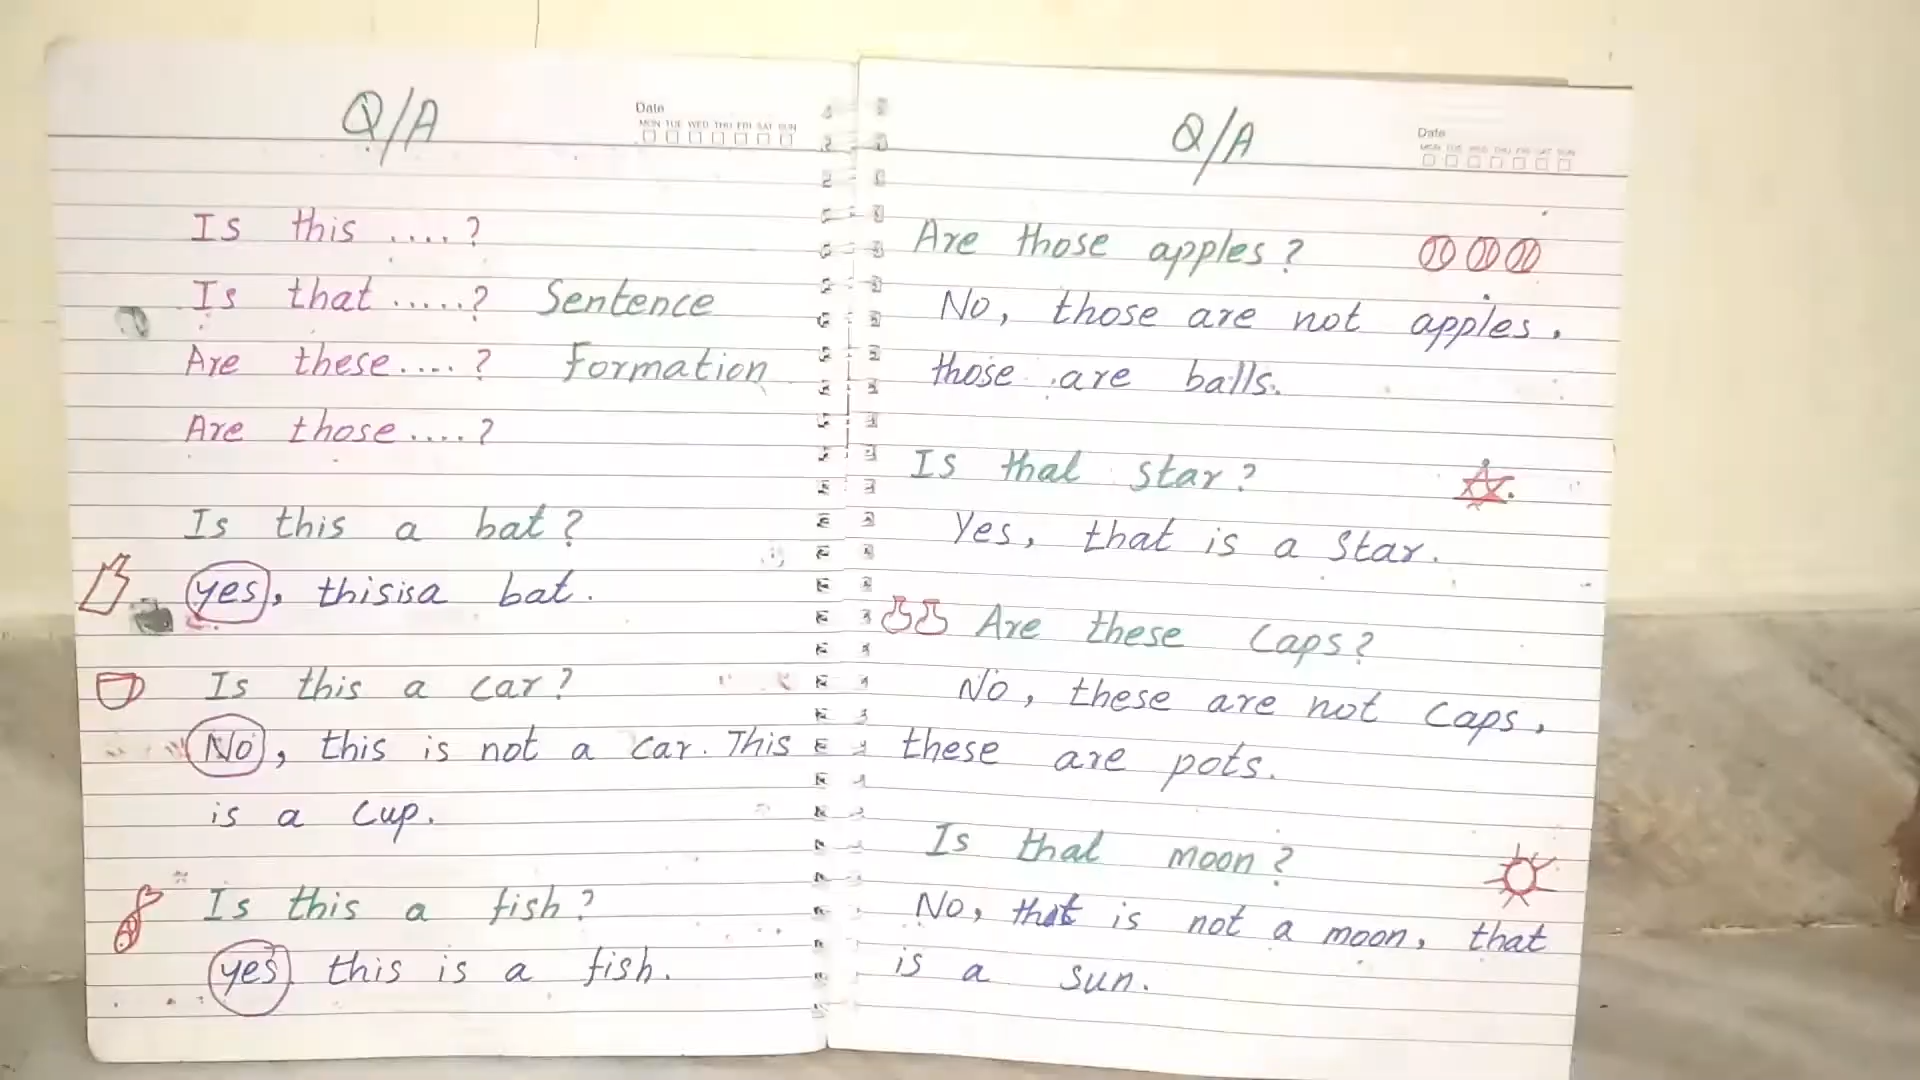 Q/A
Date
MON TUE WED THU FRI SAT SUN
Is this ....?
Is that .....? Sentence
Are these.....? Formation
Are those....?
Is this a bat?
yes, thisisa bat.
Is this a car?
No, this is not a car. This
is a cup.
Is this a fish?
yes, this is a fish.
Q/A
Date
MON TUE WED THU FRI SAT SUN
Are those apples?
No, those are not apples.
those are balls.
Is that star?
Yes, that is a star.
Are these Caps?
No, these are not Caps,
these are pots.
Is that moon?
No, that is not a moon, that
is a sun.